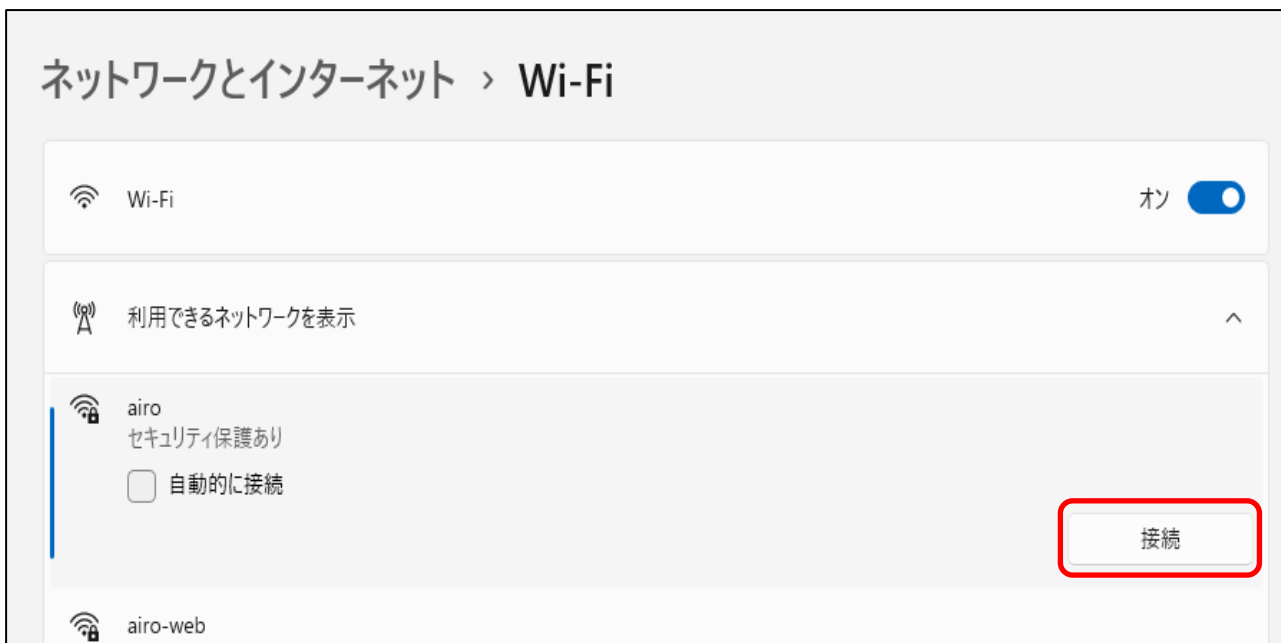 ネットワークとインターネット › Wi-Fi
Wi-Fi
オン
利用できるネットワークを表示
airo
セキュリティ保護あり
自動的に接続
接続
airo-web